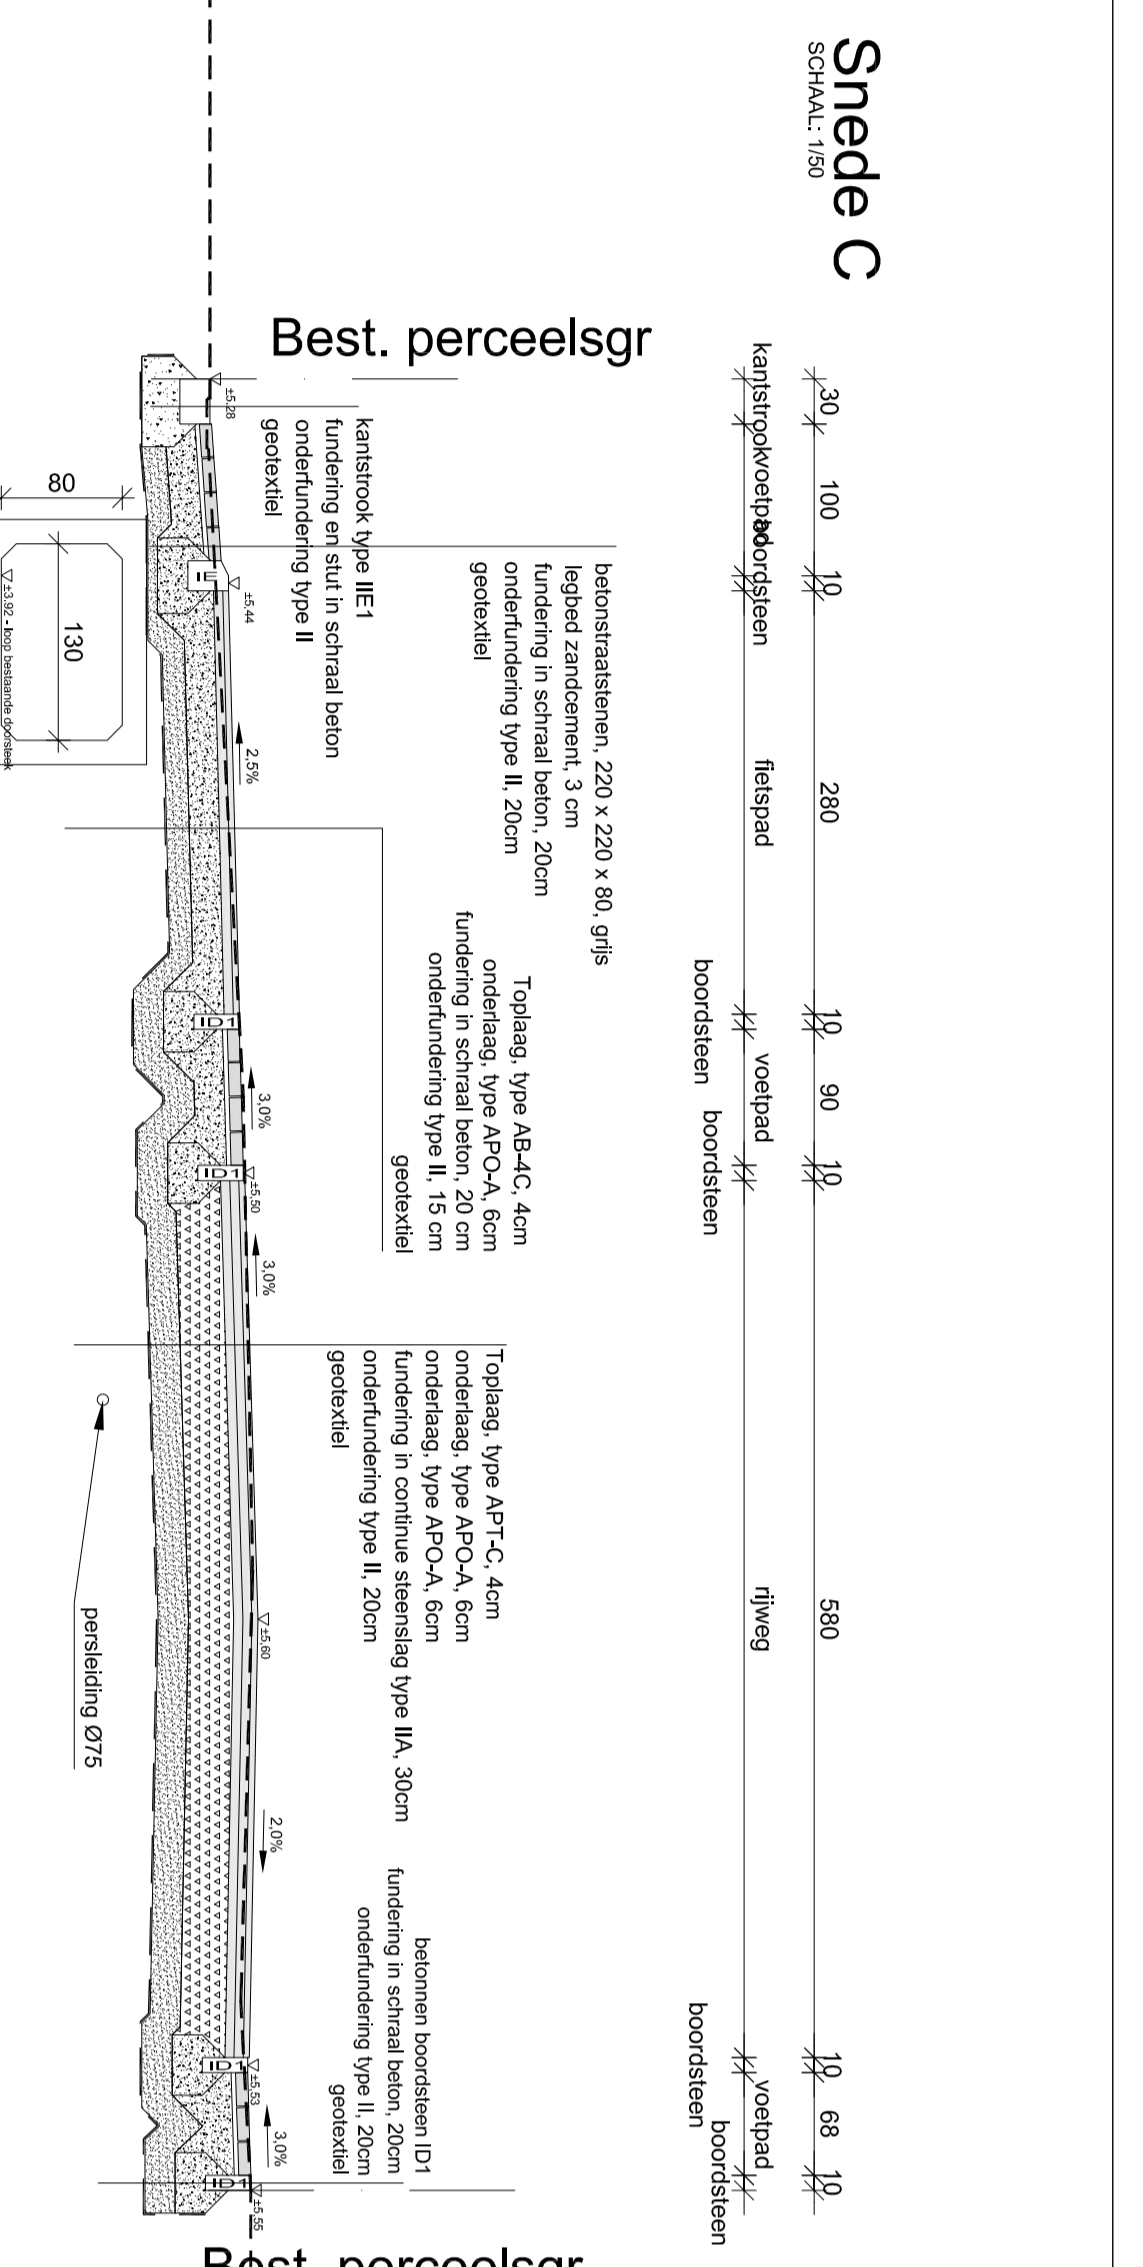 Snede C
SCHAAL: 1/50
30
100
10
280
10
90
10
580
10
68
10
kantstrook
voetpad
boordsteen
fietspad
boordsteen
voetpad
boordsteen
rijweg
boordsteen
voetpad
boordsteen
Best. perceelsgr
betonstraatstenen, 220 x 220 x 80, grijs
legbed zandcement, 3 cm
fundering in schraal beton, 20cm
onderfundering type II, 20cm
geotextiel
kantstrook type IIE1
fundering en stut in schraal beton
onderfundering type II
geotextiel
Toplaag, type AB-4C, 4cm
onderlaag, type APO-A, 6cm
fundering in schraal beton, 20 cm
onderfundering type II, 15 cm
geotextiel
Toplaag, type APT-C, 4cm
onderlaag, type APO-A, 6cm
onderlaag, type APO-A, 6cm
fundering in continue steenslag type IIA, 30cm
onderfundering type II, 20cm
geotextiel
betonnen boordsteen ID1
fundering in schraal beton, 20cm
onderfundering type II, 20cm
geotextiel
±5,28
±5,44
2,5%
3,0%
±5,50
3,0%
±5,60
2,0%
±5,53
3,0%
±5,55
ID1
ID1
ID1
ID1
80
130
±3,92 - loop bestaande doorsteek
persleiding Ø75
Best. perceelsgr